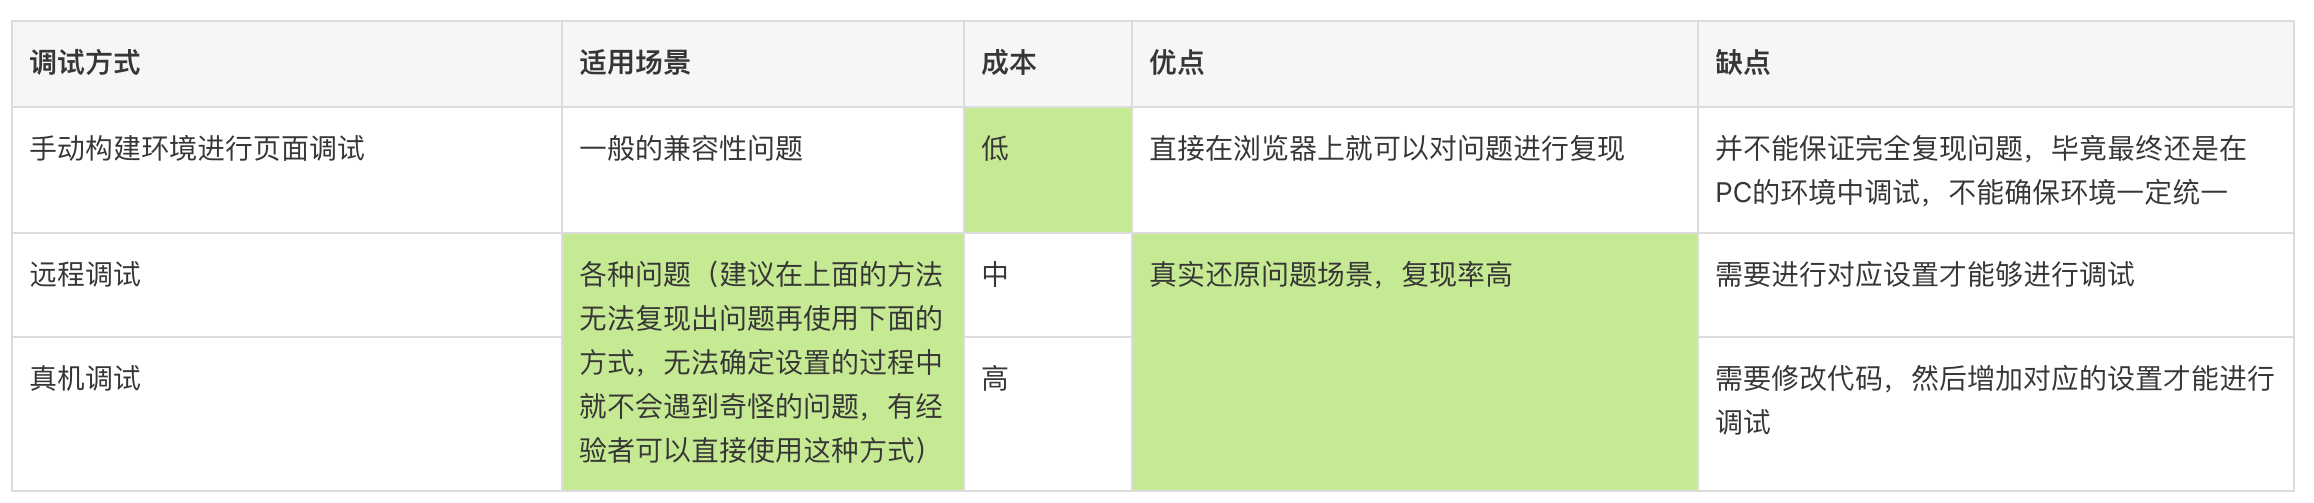 调试方式
适用场景
成本
优点
缺点
手动构建环境进行页面调试
一般的兼容性问题
低
直接在浏览器上就可以对问题进行复现
并不能保证完全复现问题，毕竟最终还是在
PC的环境中调试，不能确保环境一定统一
远程调试
各种问题（建议在上面的方法
无法复现出问题再使用下面的
方式，无法确定设置的过程中
就不会遇到奇怪的问题，有经
验者可以直接使用这种方式）
中
真实还原问题场景，复现率高
需要进行对应设置才能够进行调试
真机调试
高
需要修改代码，然后增加对应的设置才能进行
调试